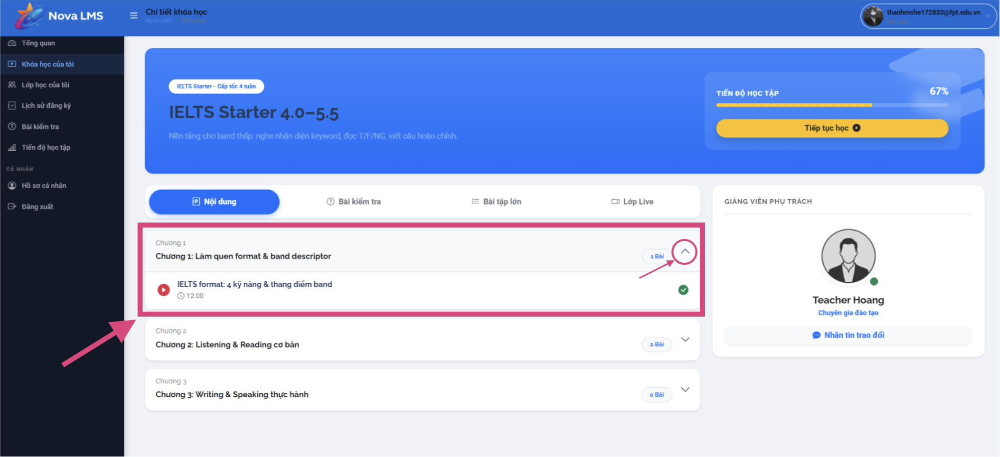 Nova LMS
Chi tiết khóa học
Nova LMS / Khóa học
thanhmche172833@fpt.edu.vn
Học viên
Tổng quan
Khóa học của tôi
Lớp học của tôi
Lịch sử đăng ký
Bài kiểm tra
Tiến độ học tập
CÁ NHÂN
Hồ sơ cá nhân
Đăng xuất
IELTS Starter - Cấp tốc 4 tuần
IELTS Starter 4.0–5.5
Nền tảng cho band thấp: nghe nhận diện keyword, đọc T/F/NG, viết câu hoàn chỉnh.
TIẾN ĐỘ HỌC TẬP
67%
Tiếp tục học
Nội dung
Bài kiểm tra
Bài tập lớn
Lớp Live
Chương 1
Chương 1: Làm quen format & band descriptor
1 Bài
IELTS format: 4 kỹ năng & thang điểm band
12:00
Chương 2
Chương 2: Listening & Reading cơ bản
2 Bài
Chương 3
Chương 3: Writing & Speaking thực hành
0 Bài
GIẢNG VIÊN PHỤ TRÁCH
Teacher Hoang
Chuyên gia đào tạo
Nhắn tin trao đổi